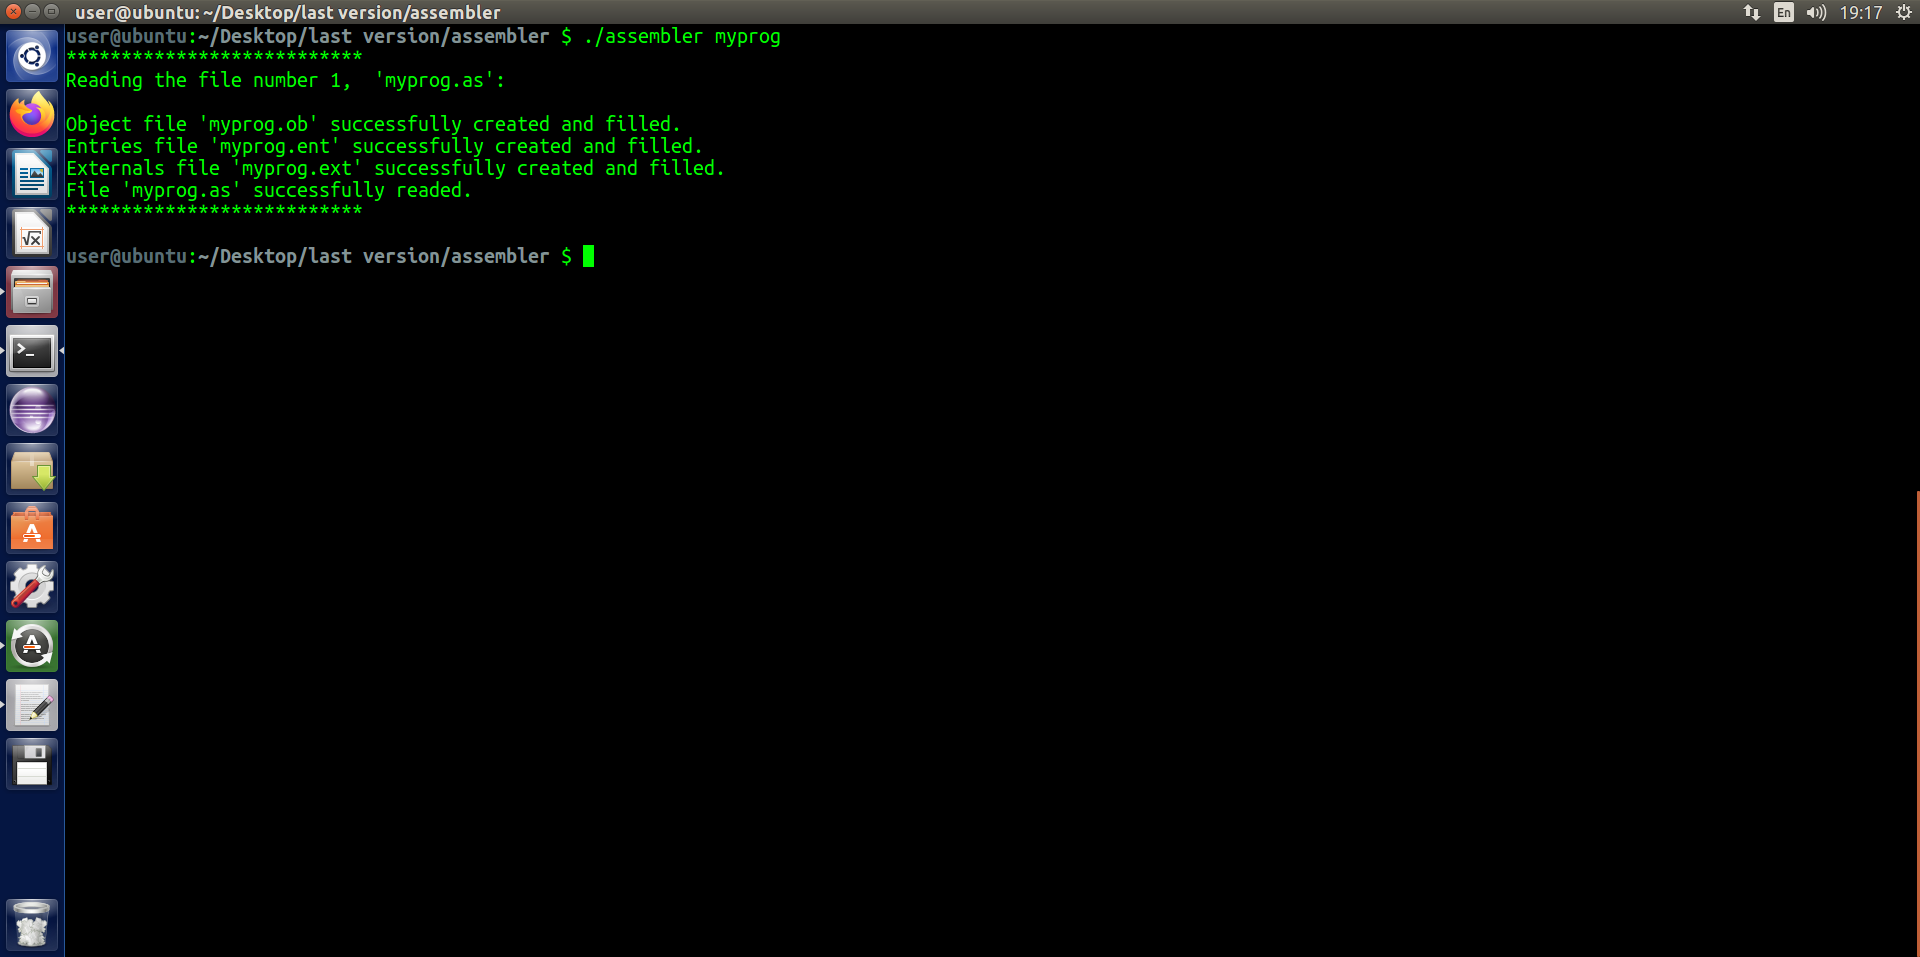 user@ubuntu: ~/Desktop/last version/assembler
En
19:17
user@ubuntu:~/Desktop/last version/assembler $ ./assembler myprog
***************************
Reading the file number 1,  'myprog.as':
Object file 'myprog.ob' successfully created and filled.
Entries file 'myprog.ent' successfully created and filled.
Externals file 'myprog.ext' successfully created and filled.
File 'myprog.as' successfully readed.
***************************
user@ubuntu:~/Desktop/last version/assembler $